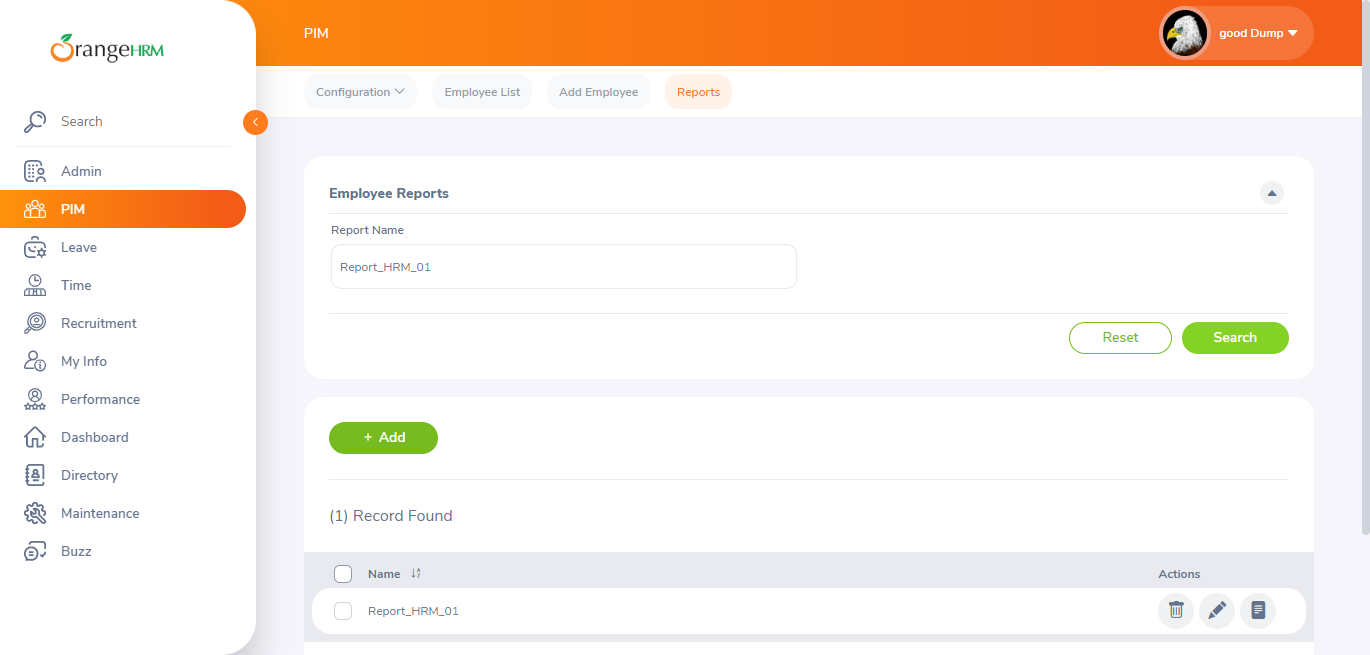 OrangeHRM
PIM
good Dump
Configuration
Employee List
Add Employee
Reports
Search
Admin
PIM
Leave
Time
Recruitment
My Info
Performance
Dashboard
Directory
Maintenance
Buzz
Employee Reports
Report Name
Report_HRM_01
Reset
Search
+ Add
(1) Record Found
Name
Actions
Report_HRM_01